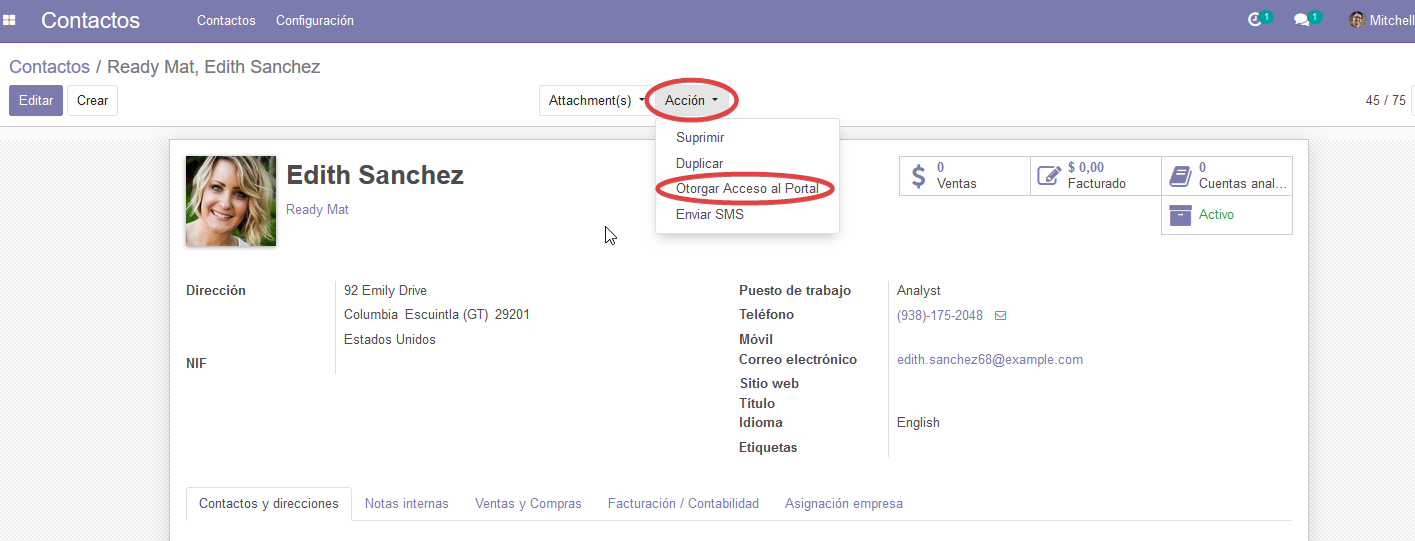 Contactos Contactos Configuración 1 1 Mitchell
Contactos / Ready Mat, Edith Sanchez
Editar Crear Attachment(s) Acción 45 / 75
Suprimir
Duplicar
Otorgar Acceso al Portal
Enviar SMS
Edith Sanchez
Ready Mat
0
Ventas
$ 0,00
Facturado
0
Cuentas anal...
Activo
Dirección 92 Emily Drive
Columbia Escuintla (GT) 29201
Estados Unidos
NIF
Puesto de trabajo Analyst
Teléfono (938)-175-2048
Móvil
Correo electrónico edith.sanchez68@example.com
Sitio web
Título
Idioma English
Etiquetas
Contactos y direcciones Notas internas Ventas y Compras Facturación / Contabilidad Asignación empresa